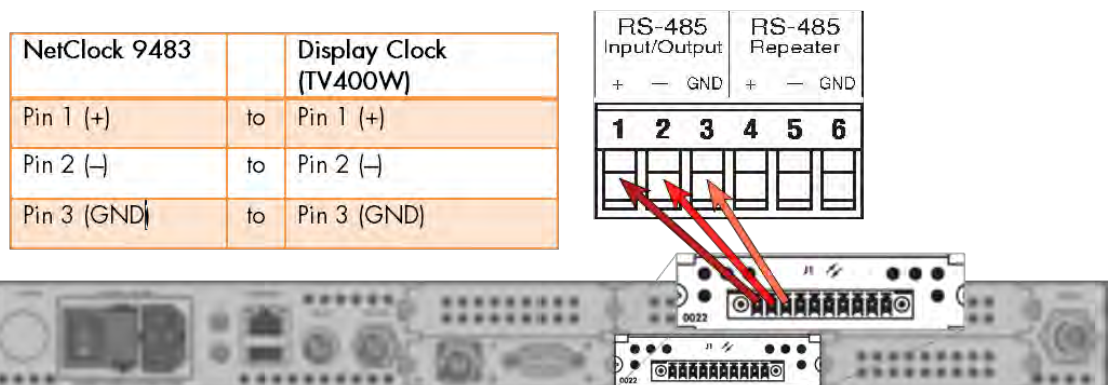 NetClock 9483 Display Clock
(TV400W)
Pin 1 (+) to Pin 1 (+)
Pin 2 (–) to Pin 2 (–)
Pin 3 (GND) to Pin 3 (GND)
RS-485 RS-485
Input/Output Repeater
+ — GND + — GND
1 2 3 4 5 6
J1
0022
J1
0022